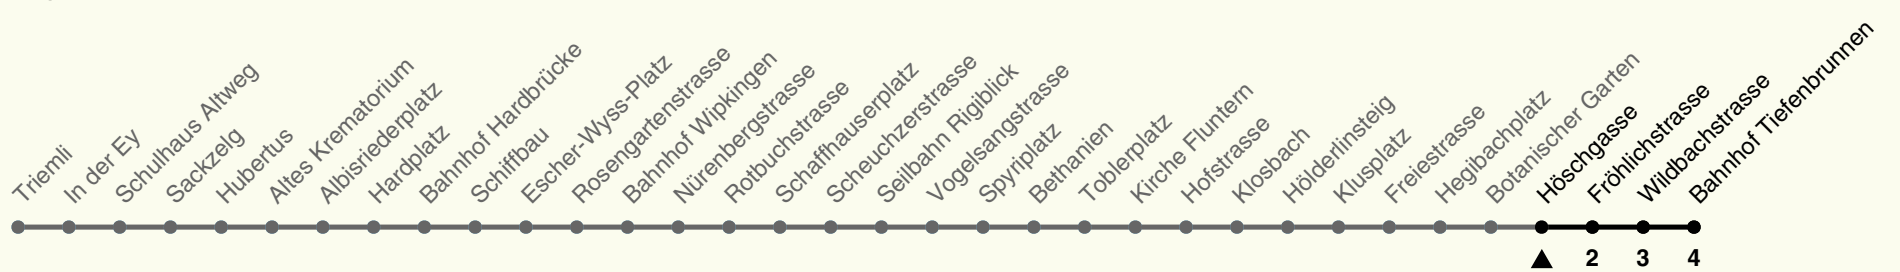 Triemli
In der Ey
Schulhaus Altweg
Sackzelg
Hubertus
Altes Krematorium
Albisriederplatz
Hardplatz
Bahnhof Hardbrücke
Schiffbau
Escher-Wyss-Platz
Rosengartenstrasse
Bahnhof Wipkingen
Nürenbergstrasse
Rotbuchstrasse
Schaffhauserplatz
Scheuchzerstrasse
Seilbahn Rigiblick
Vogelsangstrasse
Spyriplatz
Bethanien
Toblerplatz
Kirche Fluntern
Hofstrasse
Klosbach
Hölderlinsteig
Klusplatz
Freiestrasse
Hegibachplatz
Botanischer Garten
Höschgasse
Fröhlichstrasse
Wildbachstrasse
Bahnhof Tiefenbrunnen
2 3 4